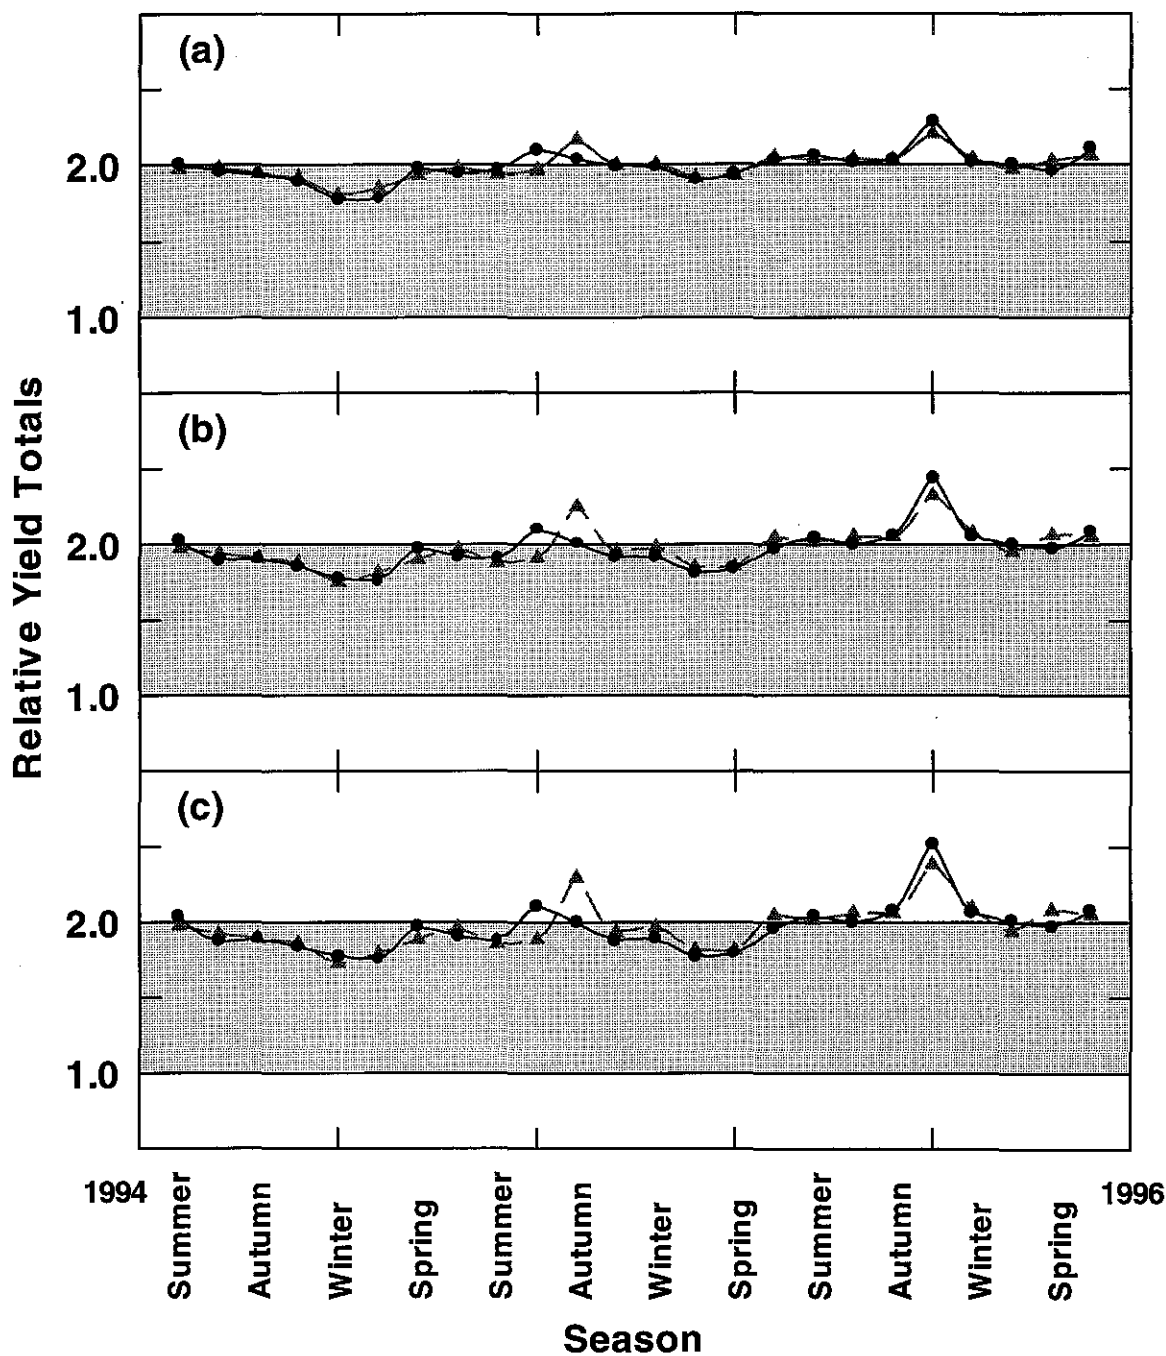 (a)
2.0
1.0
(b)
2.0
1.0
(c)
2.0
1.0
Relative Yield Totals
1994
Summer
Autumn
Winter
Spring
Summer
Autumn
Winter
Spring
Summer
Autumn
Winter
Spring
1996
Season